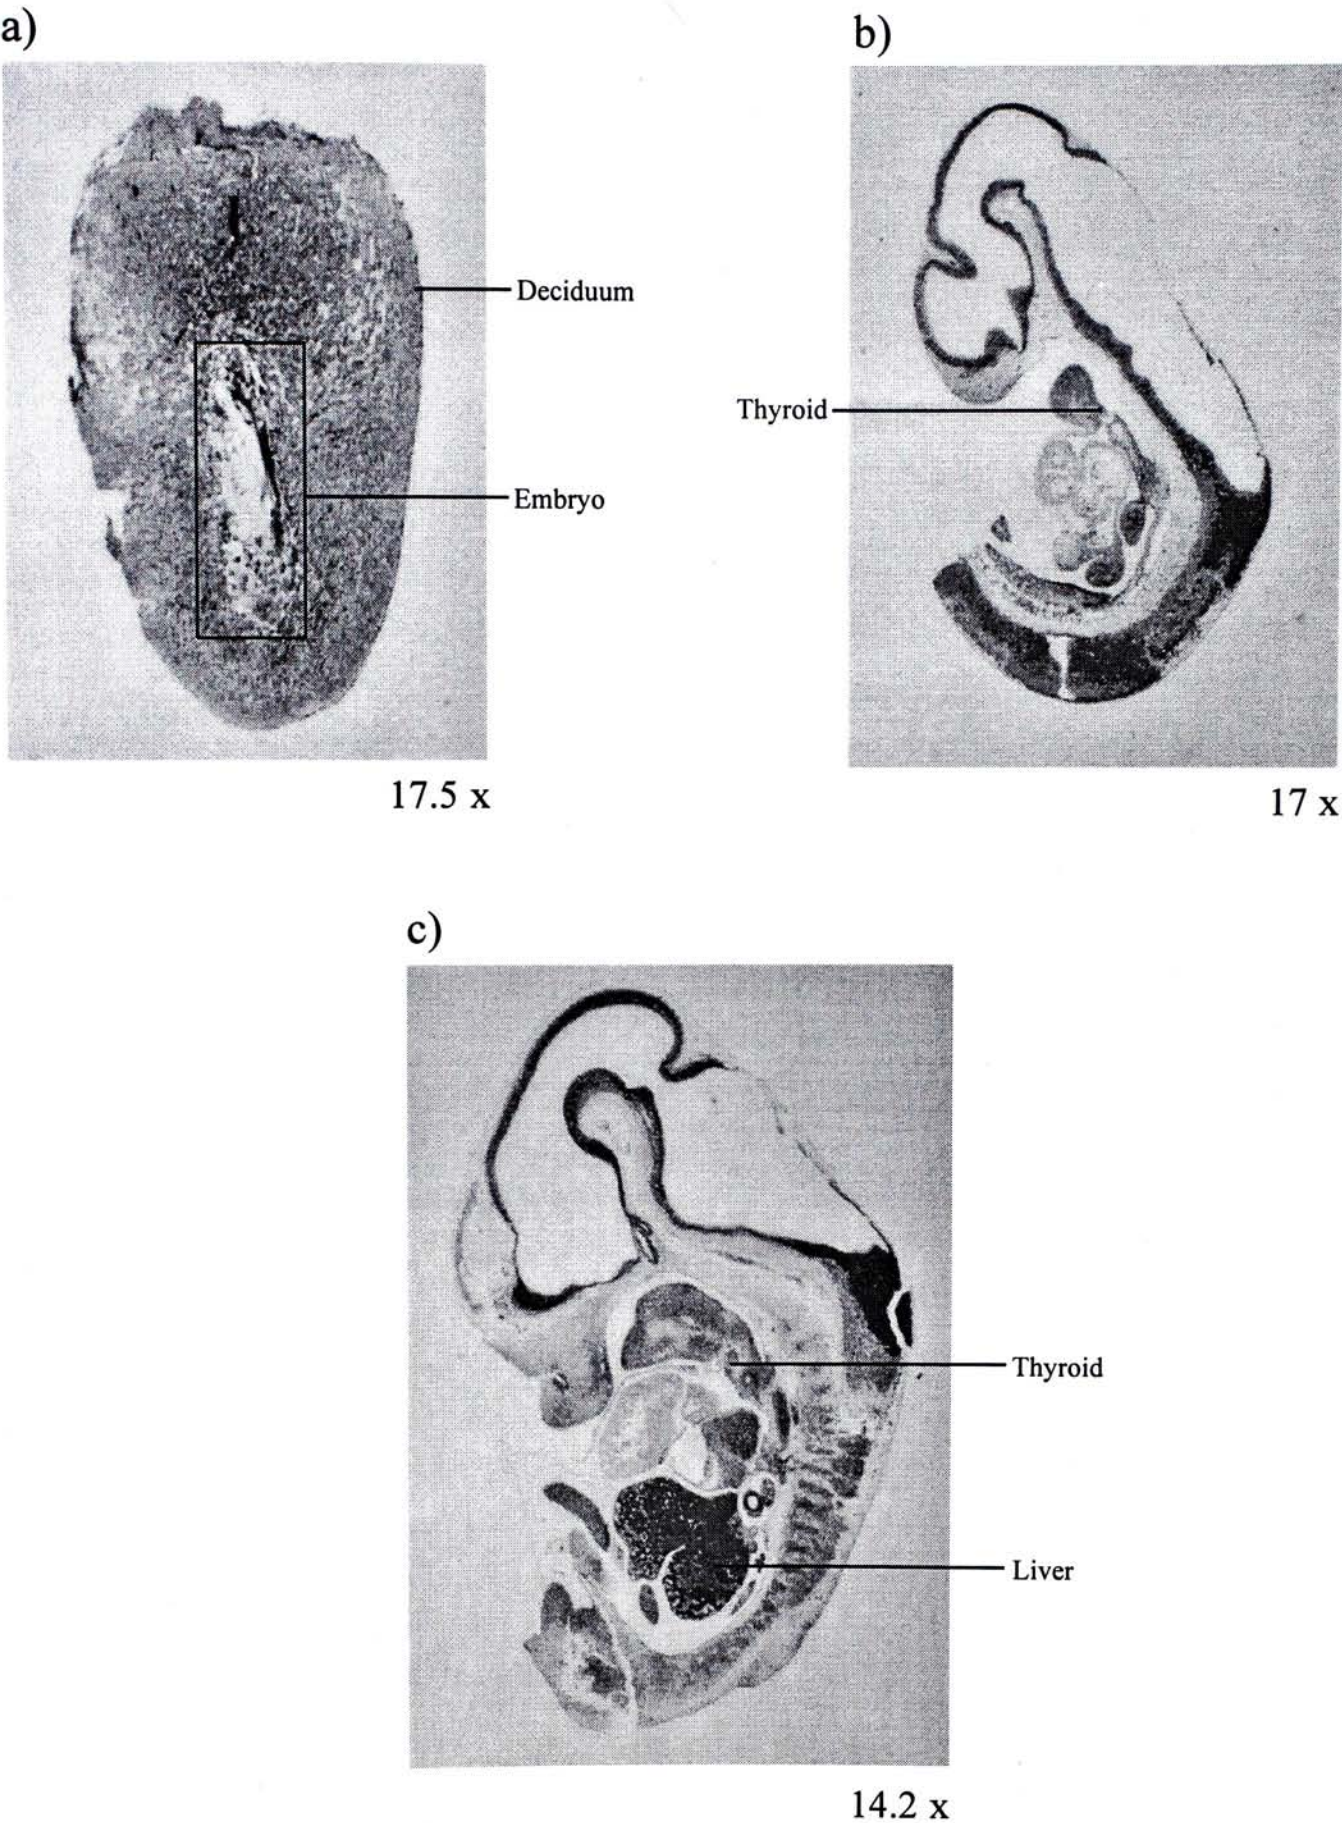 a)
b)
Deciduum
Thyroid
Embryo
17.5 x
17 x
c)
Thyroid
Liver
14.2 x